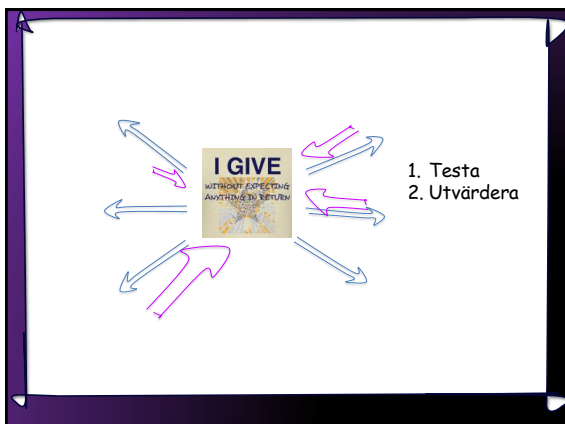 I GIVE
WITHOUT EXPECTING
ANYTHING IN RETURN
1. Testa
2. Utvärdera